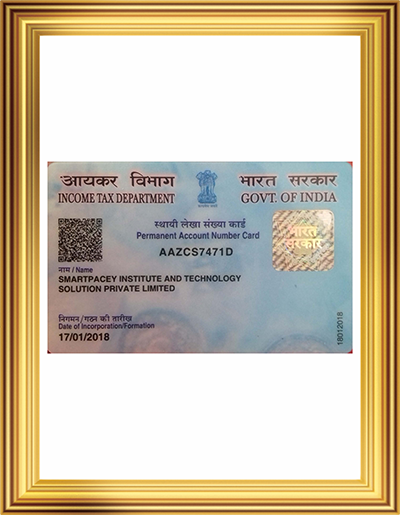 आयकर विभाग
INCOME TAX DEPARTMENT
भारत सरकार
GOVT. OF INDIA
स्थायी लेखा संख्या कार्ड
Permanent Account Number Card
AAZCS7471D
भारत
सरकार
नाम / Name
SMARTPACEY INSTITUTE AND TECHNOLOGY
SOLUTION PRIVATE LIMITED
निगमन/गठन की तारीख
Date of Incorporation/Formation
17/01/2018
18012018